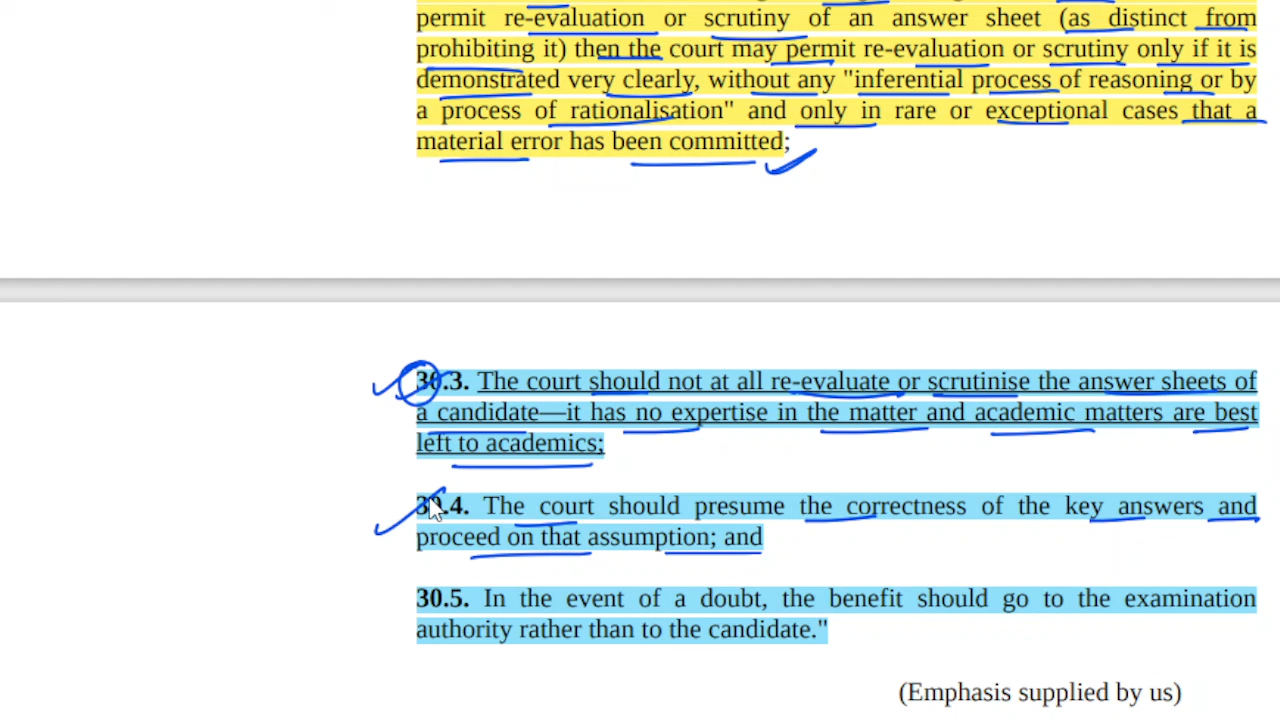 permit re-evaluation or scrutiny of an answer sheet (as distinct from
prohibiting it) then the court may permit re-evaluation or scrutiny only if it is
demonstrated very clearly, without any "inferential process of reasoning or by
a process of rationalisation" and only in rare or exceptional cases that a
material error has been committed;
30.3. The court should not at all re-evaluate or scrutinise the answer sheets of
a candidate—it has no expertise in the matter and academic matters are best
left to academics;
30.4. The court should presume the correctness of the key answers and
proceed on that assumption; and
30.5. In the event of a doubt, the benefit should go to the examination
authority rather than to the candidate."
(Emphasis supplied by us)